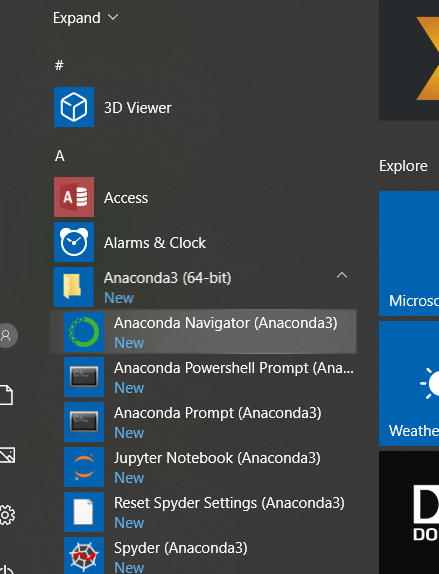 Expand
#
3D Viewer
A
Access
Alarms & Clock
Anaconda3 (64-bit)
New
Anaconda Navigator (Anaconda3)
New
Anaconda Powershell Prompt (Ana...
New
Anaconda Prompt (Anaconda3)
New
Jupyter Notebook (Anaconda3)
New
Reset Spyder Settings (Anaconda3)
New
Spyder (Anaconda3)
New
Explore
Microsc
Weathe
D
DO